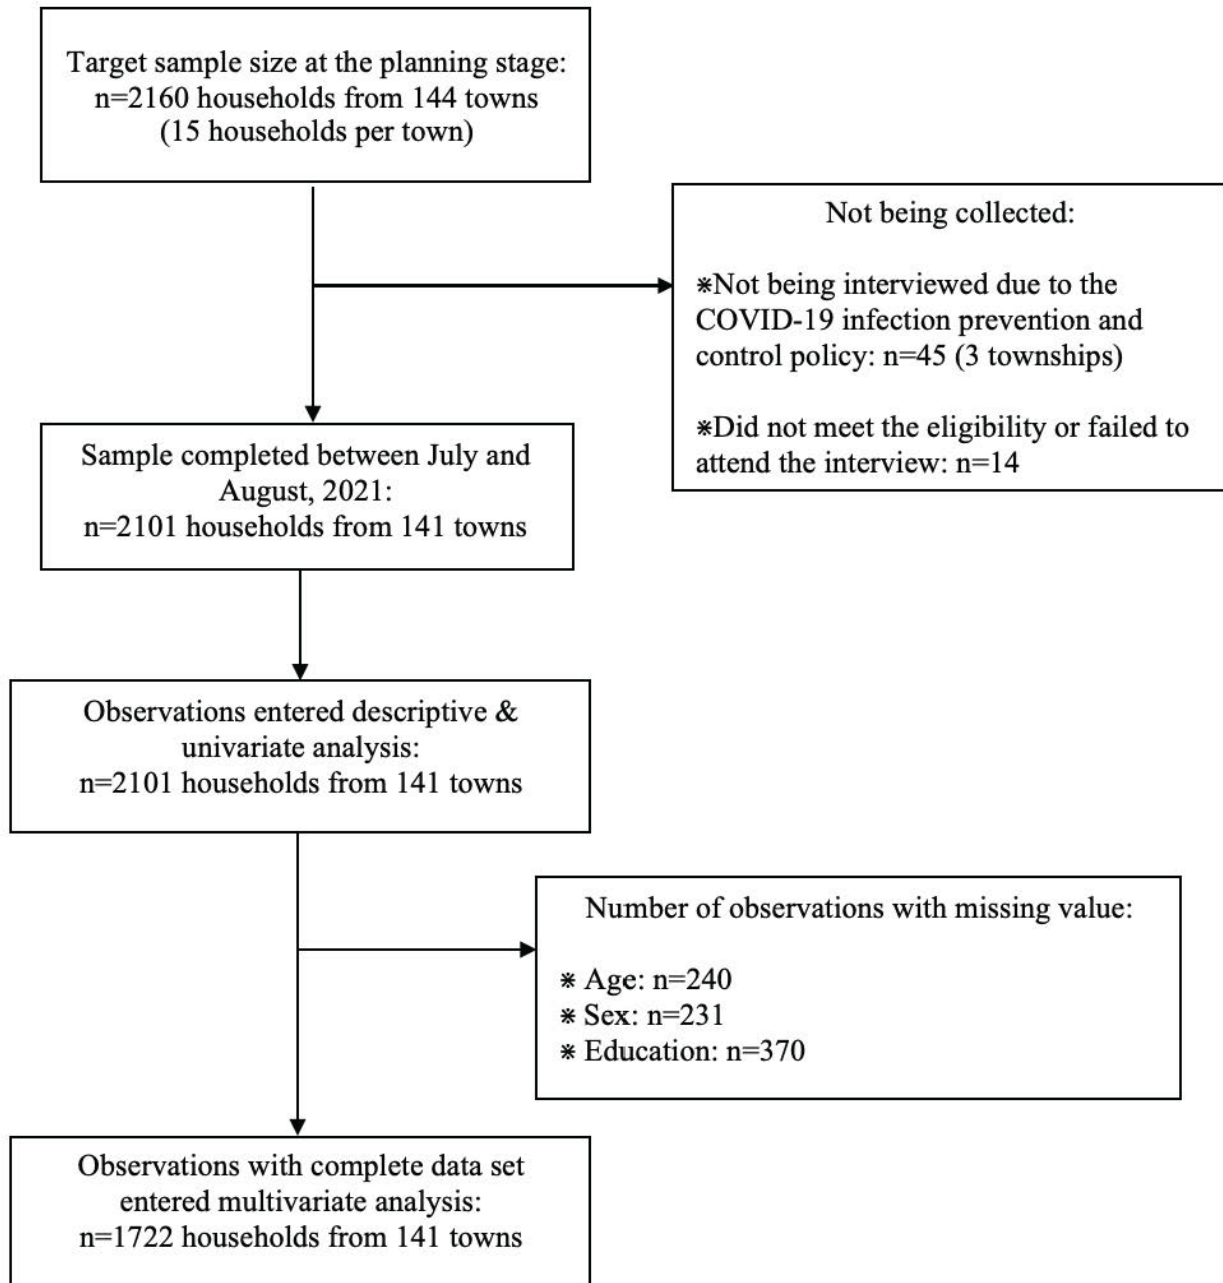 Target sample size at the planning stage:
n=2160 households from 144 towns
(15 households per town)
Not being collected:
⁕Not being interviewed due to the
COVID-19 infection prevention and
control policy: n=45 (3 townships)
⁕Did not meet the eligibility or failed to
attend the interview: n=14
Sample completed between July and
August, 2021:
n=2101 households from 141 towns
Observations entered descriptive &
univariate analysis:
n=2101 households from 141 towns
Number of observations with missing value:
⁕ Age: n=240
⁕ Sex: n=231
⁕ Education: n=370
Observations with complete data set
entered multivariate analysis:
n=1722 households from 141 towns